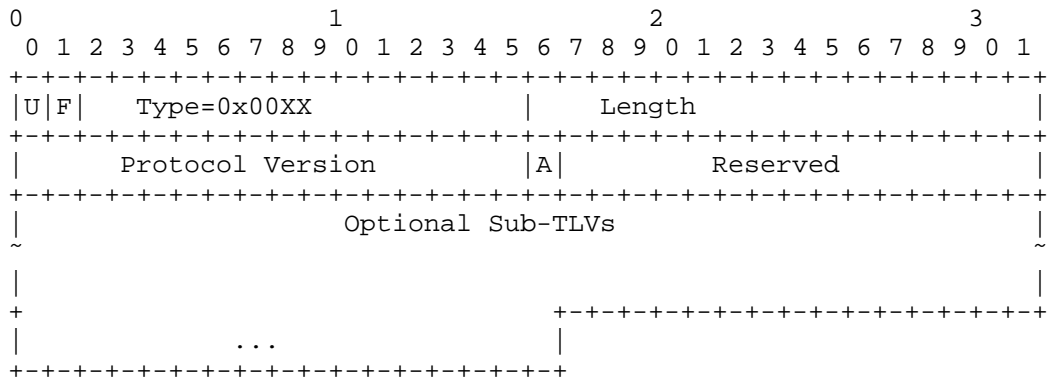 0 1 2 3
0 1 2 3 4 5 6 7 8 9 0 1 2 3 4 5 6 7 8 9 0 1 2 3 4 5 6 7 8 9 0 1
+-+-+-+-+-+-+-+-+-+-+-+-+-+-+-+-+-+-+-+-+-+-+-+-+-+-+-+-+-+-+-+-+
|U|F| Type=0x00XX | Length |
+-+-+-+-+-+-+-+-+-+-+-+-+-+-+-+-+-+-+-+-+-+-+-+-+-+-+-+-+-+-+-+-+
| Protocol Version |A| Reserved |
+-+-+-+-+-+-+-+-+-+-+-+-+-+-+-+-+-+-+-+-+-+-+-+-+-+-+-+-+-+-+-+-+
| Optional Sub-TLVs |
~ ~
| |
+ +-+-+-+-+-+-+-+-+-+-+-+-+-+-+-+
| ... |
+-+-+-+-+-+-+-+-+-+-+-+-+-+-+-+-+-+